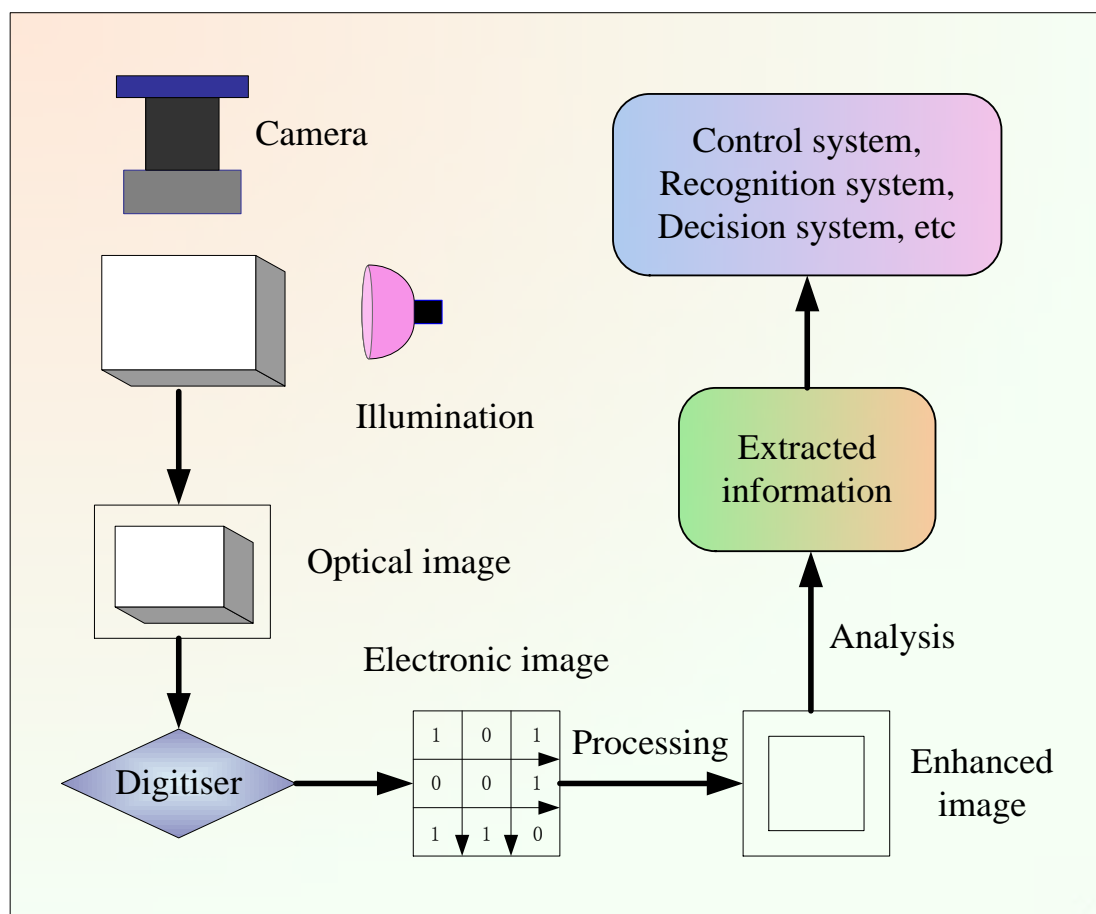 Camera
Control system,
Recognition system,
Decision system, etc
Illumination
Extracted
information
Optical image
Analysis
Electronic image
1 0 1
0 0 1
1 1 0
Processing
Digitiser
Enhanced
image